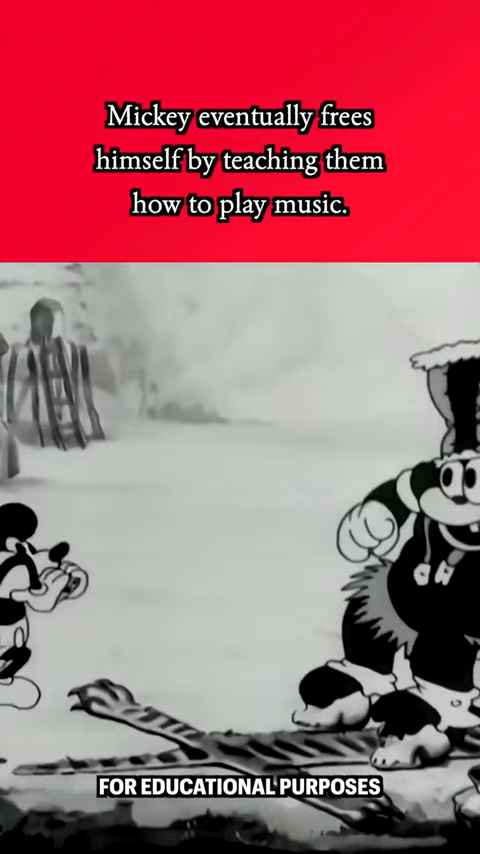 Mickey eventually frees
himself by teaching them
how to play music.
FOR EDUCATIONAL PURPOSES